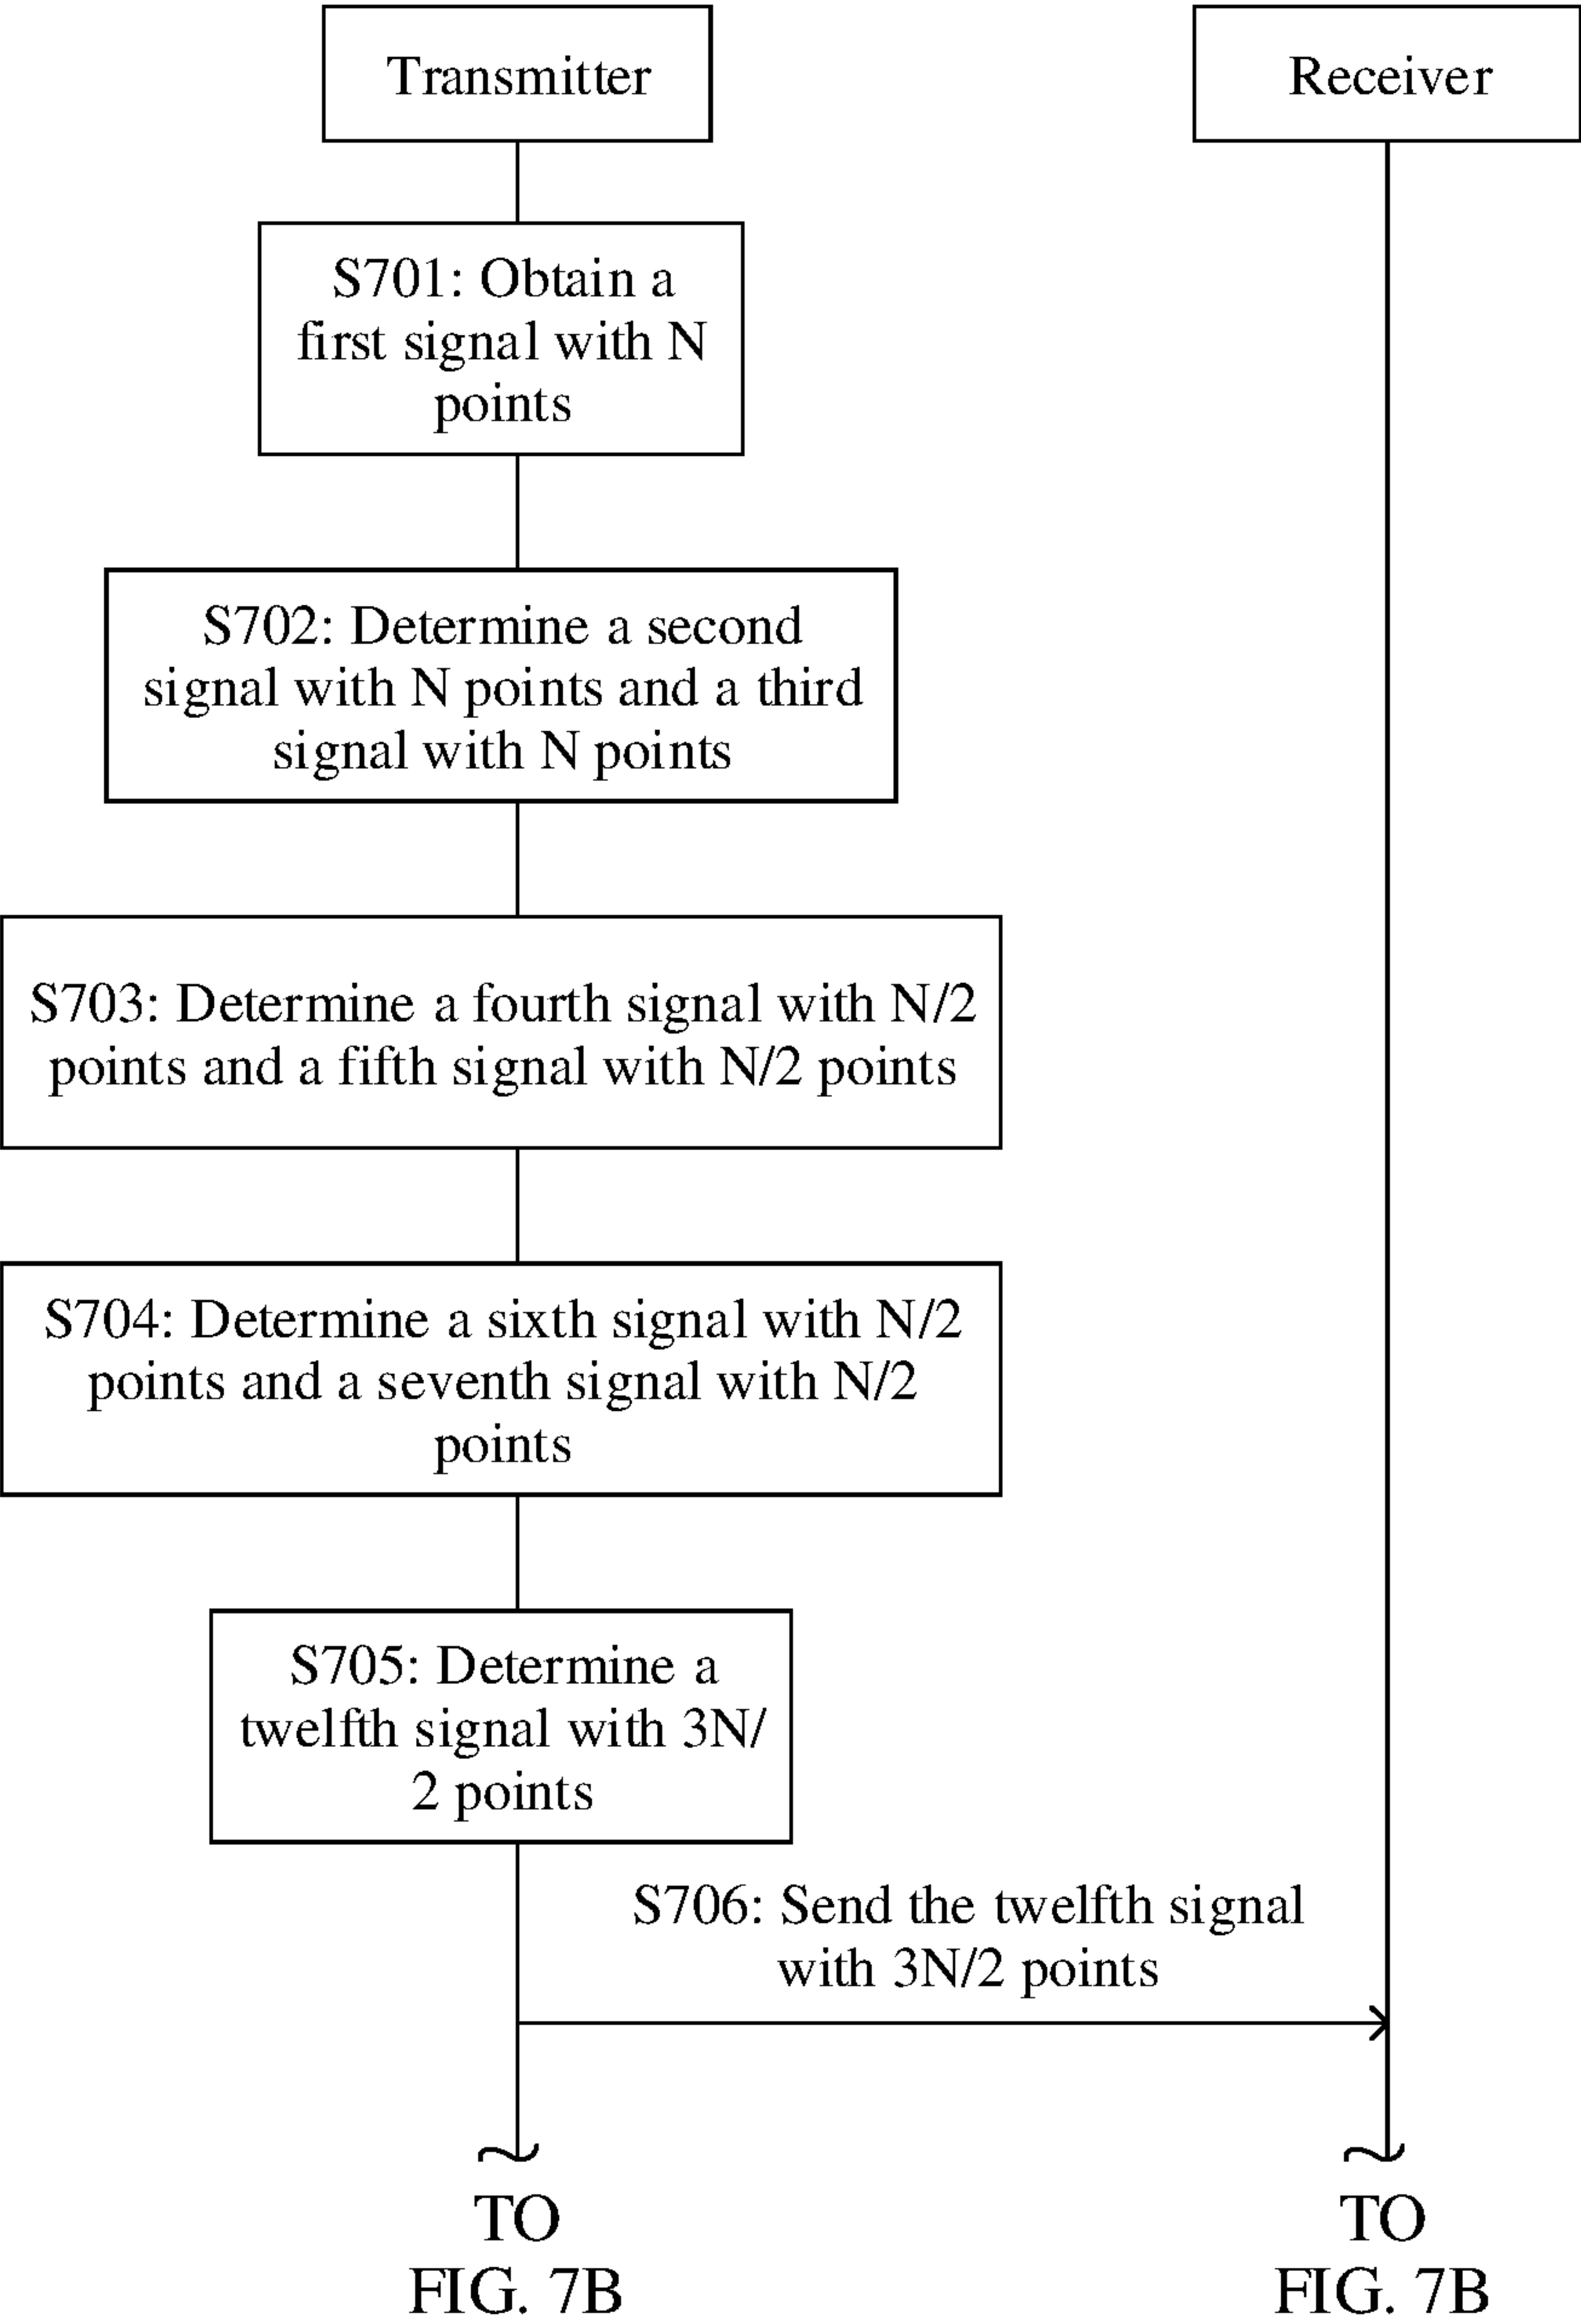 Transmitter
Receiver
S701: Obtain a
first signal with N
points
S702: Determine a second
signal with N points and a third
signal with N points
S703: Determine a fourth signal with N/2
points and a fifth signal with N/2 points
S704: Determine a sixth signal with N/2
points and a seventh signal with N/2
points
S705: Determine a
twelfth signal with 3N/
2 points
S706: Send the twelfth signal
with 3N/2 points
TO
FIG. 7B
TO
FIG. 7B